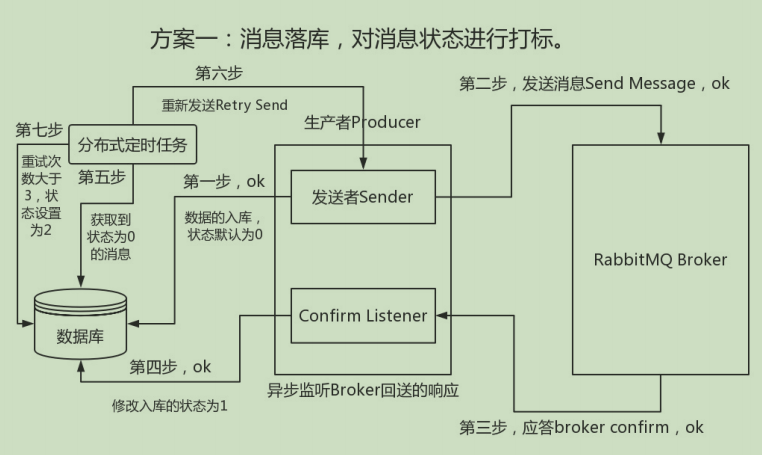 方案一：消息落库，对消息状态进行打标。
第六步
重新发送Retry Send
第二步，发送消息Send Message，ok
生产者Producer
第七步
分布式定时任务
重试次
数大于
3，状
态设置
为2
第五步
获取到
状态为0
的消息
第一步，ok
数据的入库，
状态默认为0
发送者Sender
RabbitMQ Broker
Confirm Listener
数据库
第四步，ok
修改入库的状态为1
异步监听Broker回送的响应
第三步，应答broker confirm，ok